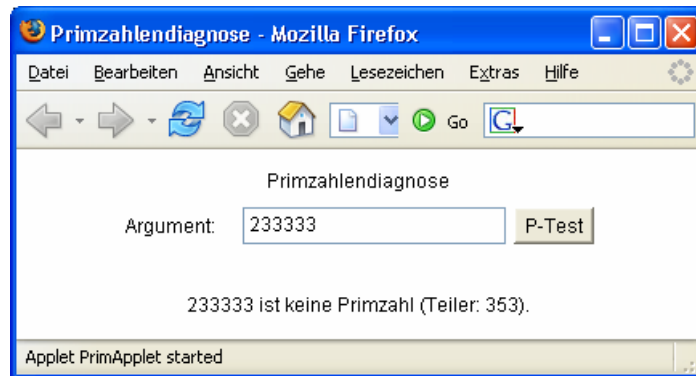 Primzahlendiagnose - Mozilla Firefox
Datei Bearbeiten Ansicht Gehe Lesezeichen Extras Hilfe
Go G
Primzahlendiagnose
Argument: 233333 P-Test
233333 ist keine Primzahl (Teiler: 353).
Applet PrimApplet started